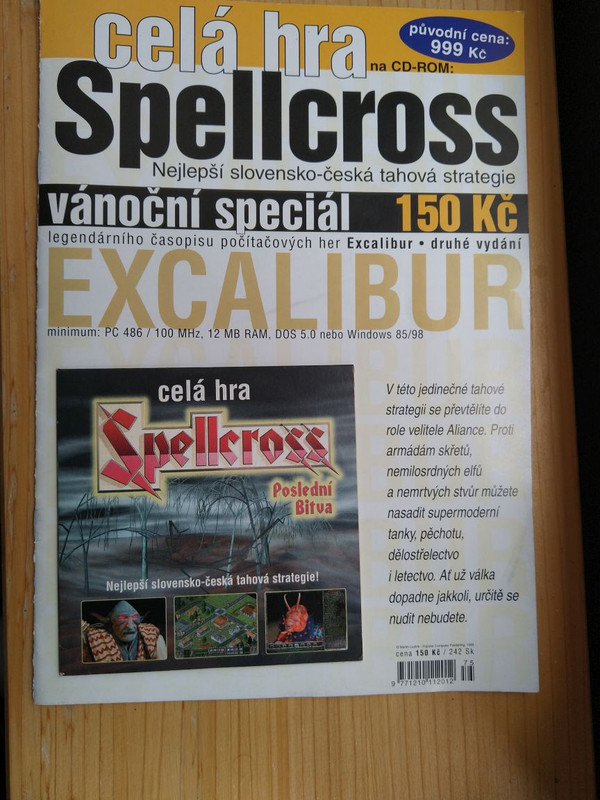 celá hra
původní cena:
999 Kč
na CD-ROM:
Spellcross
Nejlepší slovensko-česká tahová strategie
vánoční speciál 150 Kč
legendárního časopisu počítačových her Excalibur • druhé vydání
EXCALIBUR
minimum: PC 486 / 100 MHz, 12 MB RAM, DOS 5.0 nebo Windows 85/98
celá hra
Spellcross
Poslední
Bitva
Nejlepší slovensko-česká tahová strategie!
V této jedinečné tahové
strategii se převtělíte do
role velitele Aliance. Proti
armádám skřetů,
nemilosrdných elfů
a nemrtvých stvůr můžete
nasadit supermoderní
tanky, pěchotu,
dělostřelectvo
i letectvo. Ať už válka
dopadne jakkoli, určitě se
nudit nebudete.
cena 150 Kč / 242 Sk
75
9 771210 112012